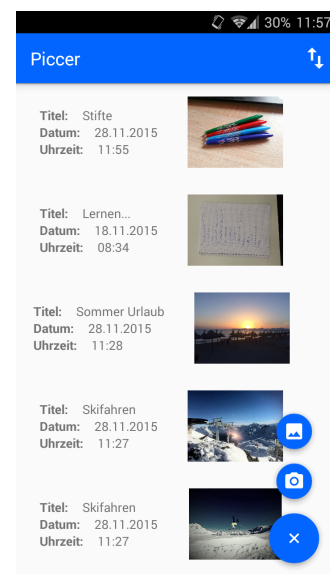 30% 11:57
Piccer
Titel: Stifte
Datum: 28.11.2015
Uhrzeit: 11:55
Titel: Lernen...
Datum: 18.11.2015
Uhrzeit: 08:34
Titel: Sommer Urlaub
Datum: 28.11.2015
Uhrzeit: 11:28
Titel: Skifahren
Datum: 28.11.2015
Uhrzeit: 11:27
Titel: Skifahren
Datum: 28.11.2015
Uhrzeit: 11:27